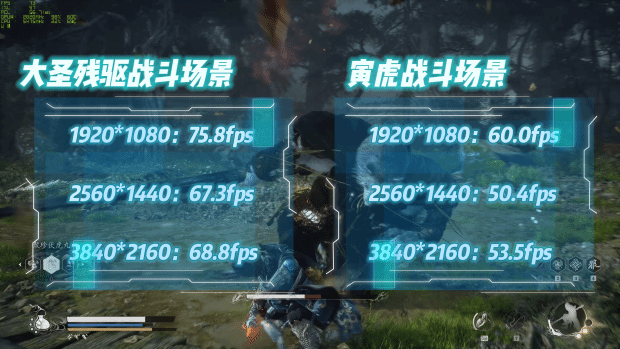 大圣残驱战斗场景
1920*1080：75.8fps
2560*1440：67.3fps
3840*2160：68.8fps
寅虎战斗场景
1920*1080：60.0fps
2560*1440：50.4fps
3840*2160：53.5fps